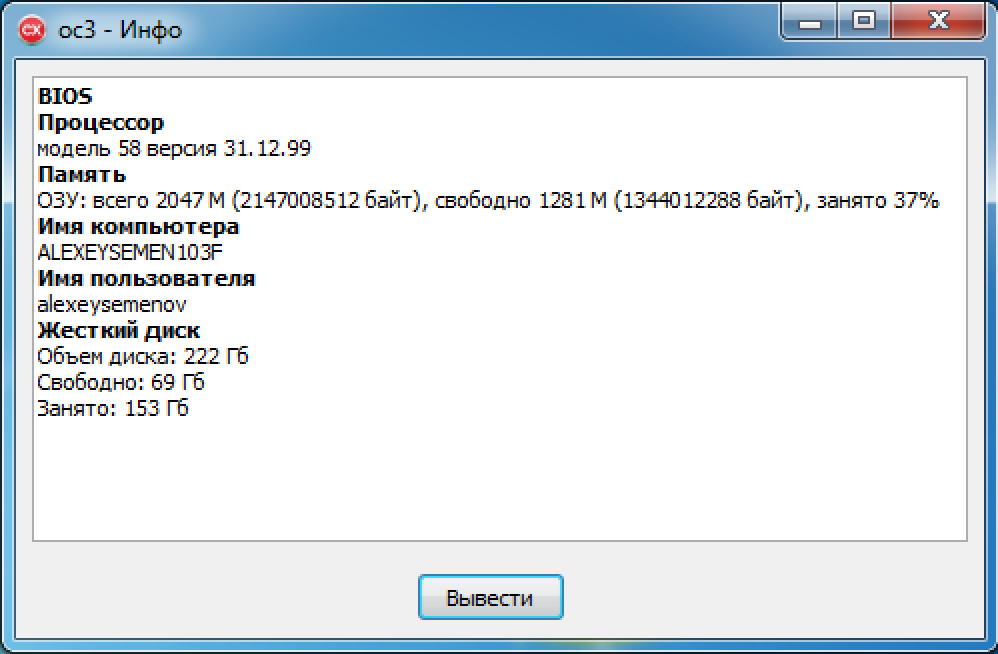 ос3 - Инфо
BIOS
Процессор
модель 58 версия 31.12.99
Память
ОЗУ: всего 2047 М (2147008512 байт), свободно 1281 М (1344012288 байт), занято 37%
Имя компьютера
ALEXEYSEMEN103F
Имя пользователя
alexeysemenov
Жесткий диск
Объем диска: 222 Гб
Свободно: 69 Гб
Занято: 153 Гб
Вывести